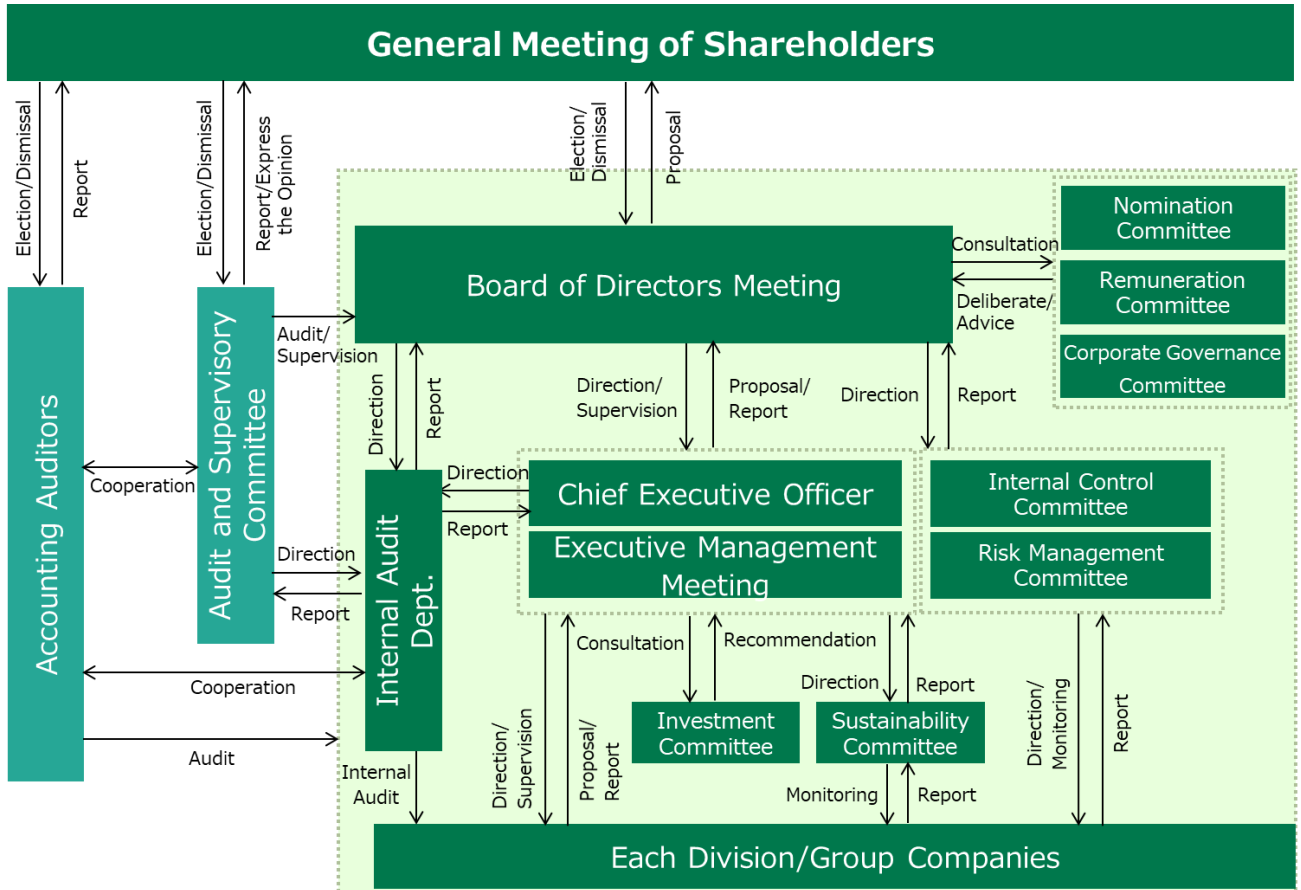 General Meeting of Shareholders
Election/Dismissal
Report
Election/Dismissal
Report/Express
the Opinion
Election/
Dismissal
Proposal
Nomination
Committee
Remuneration
Committee
Corporate Governance
Committee
Consultation
Deliberate/
Advice
Board of Directors Meeting
Audit/
Supervision
Accounting Auditors
Audit and Supervisory
Committee
Direction
Report
Direction/
Supervision
Proposal/
Report
Direction
Report
Cooperation
Direction
Report
Chief Executive Officer
Executive Management
Meeting
Internal Control
Committee
Risk Management
Committee
Internal Audit
Dept.
Direction
Report
Cooperation
Audit
Internal
Audit
Direction/
Supervision
Proposal/
Report
Consultation
Recommendation
Direction
Report
Investment
Committee
Sustainability
Committee
Monitoring
Report
Direction/
Monitoring
Report
Each Division/Group Companies